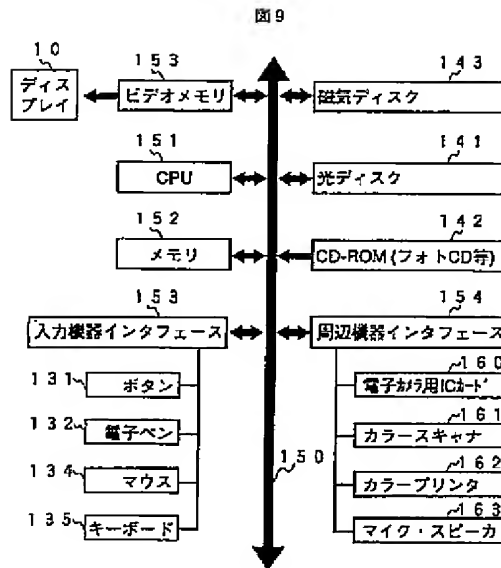 図9
10
ディス
プレイ
153
ビデオメモリ
143
磁気ディスク
151
CPU
141
光ディスク
152
メモリ
142
CD-ROM(フォトCD等)
153
入力機器インタフェース
154
周辺機器インタフェース
131
ボタン
132
電子ペン
134
マウス
135
キーボード
150
160
電子カメラ用ICカード
161
カラースキャナ
162
カラープリンタ
163
マイク・スピーカ